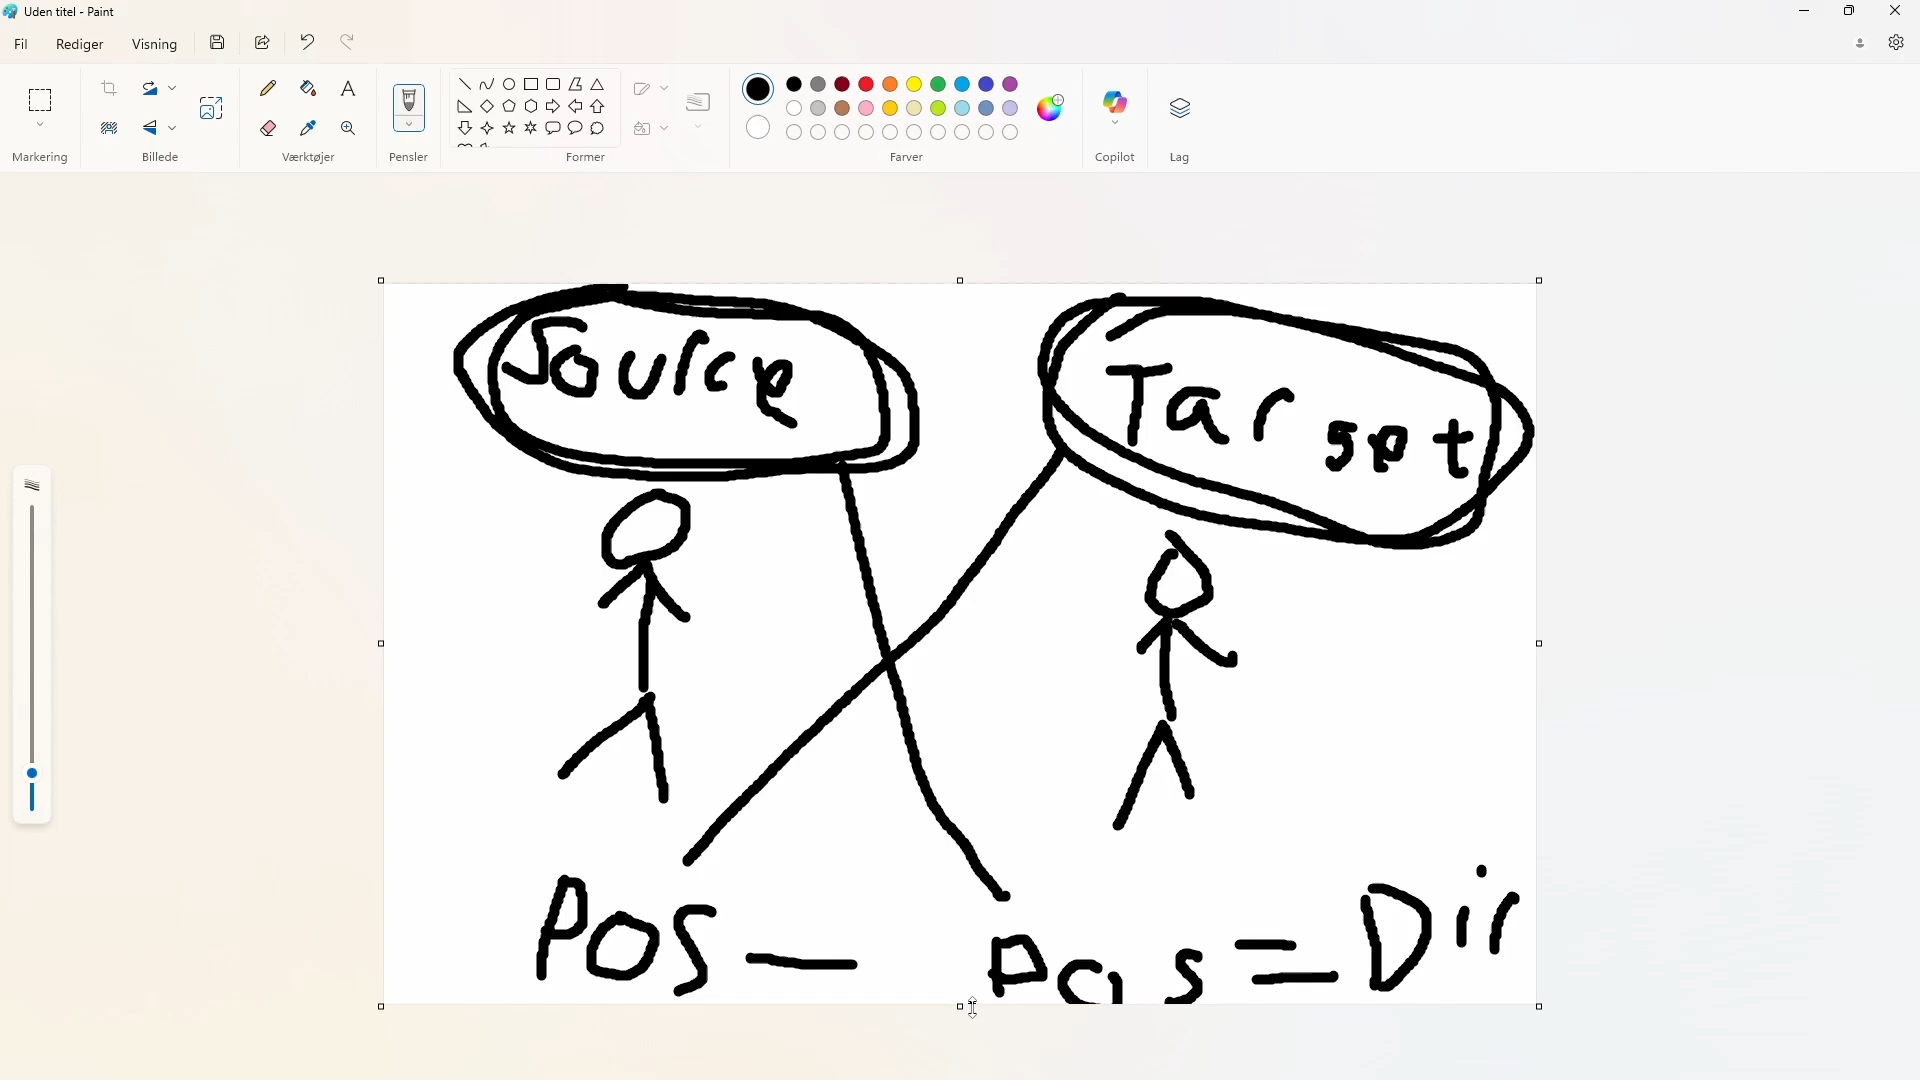 Uden titel - Paint
Fil Rediger Visning
Markering Billede Værktøjer Pensler Former Farver Copilot Lag
Source Target
POS - Pos = Dir